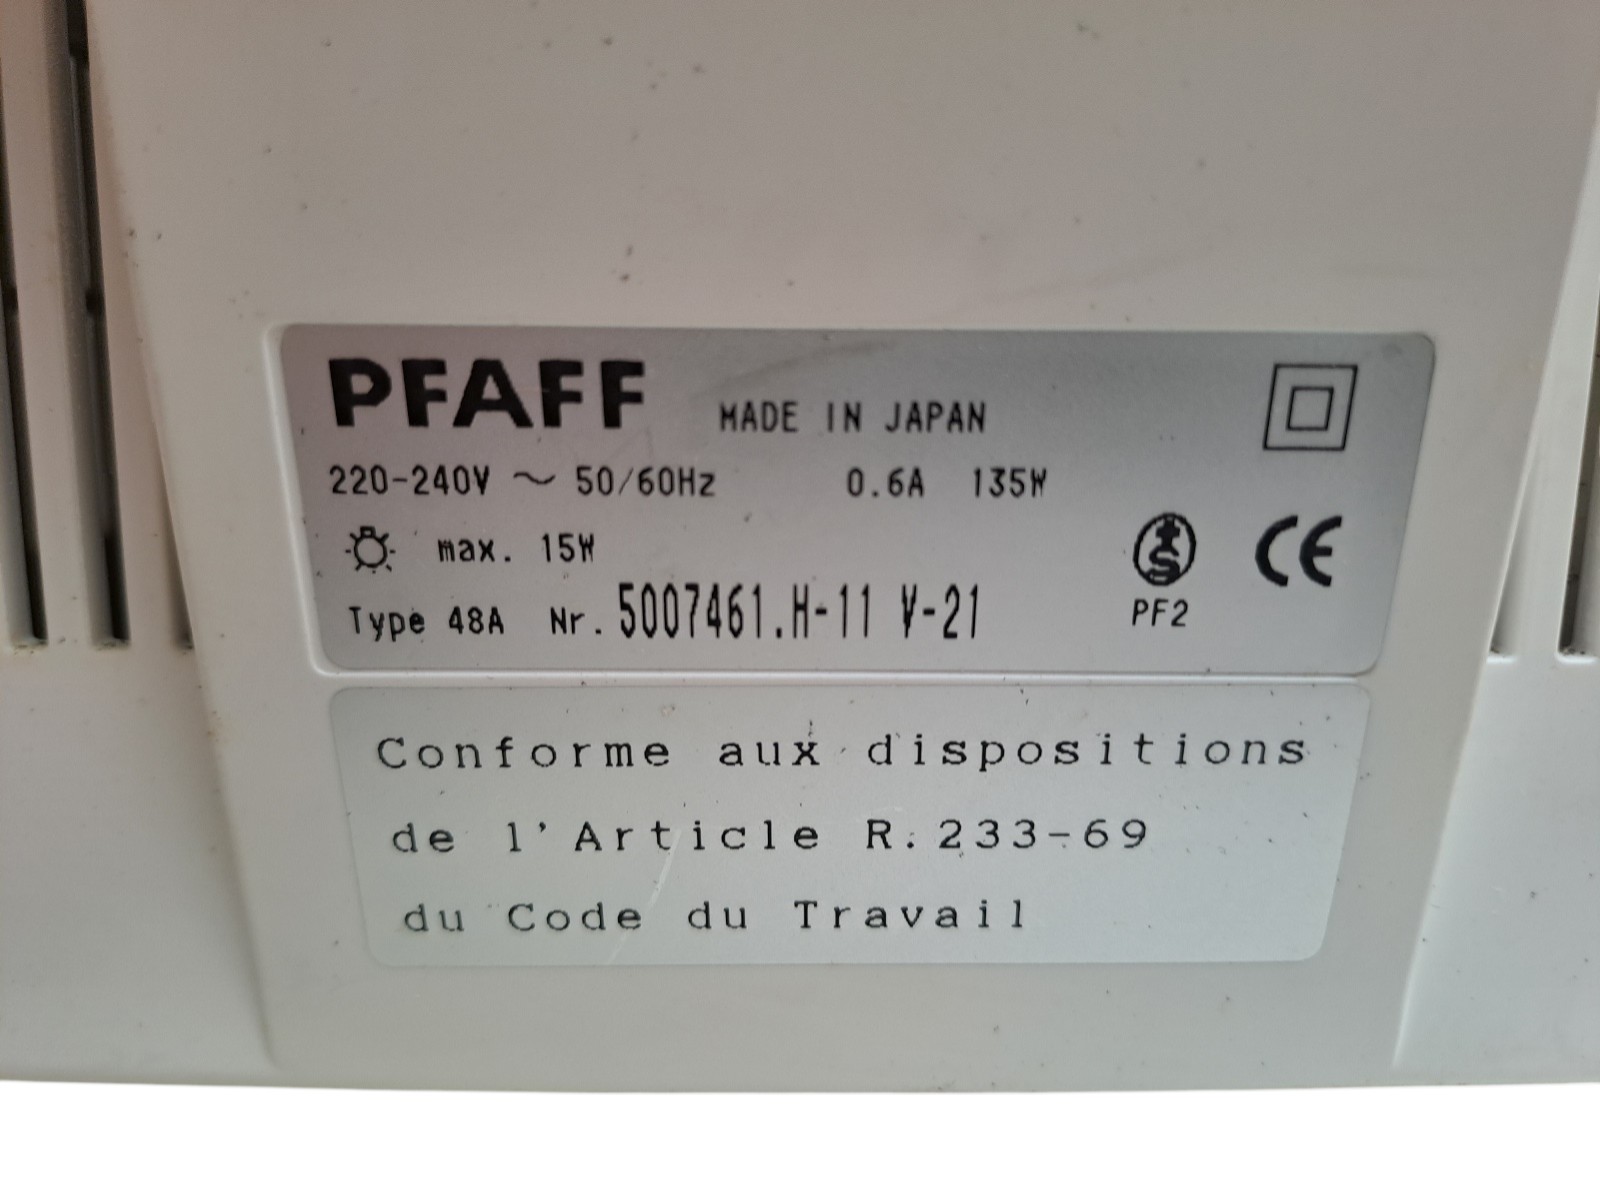 PFAFF MADE IN JAPAN
220-240V ~ 50/60Hz 0.6A 135W
max. 15W
Type 48A Nr. 5007461.H-11 V-21
PF2
CE
Conforme aux dispositions
de l'Article R.233-69
du Code du Travail